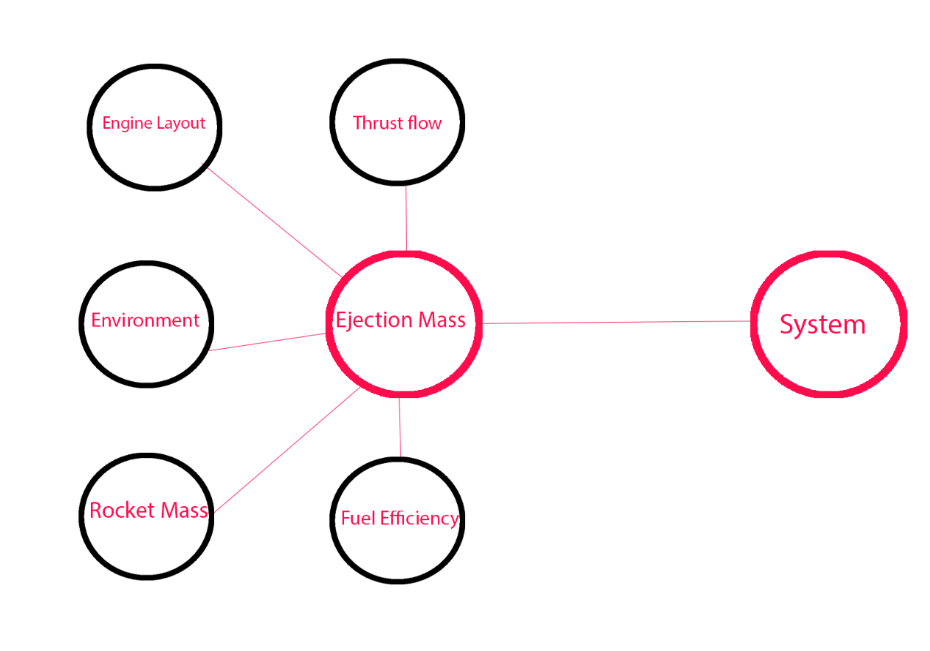 Engine Layout
Thrust flow
Environment
Ejection Mass
System
Rocket Mass
Fuel Efficiency